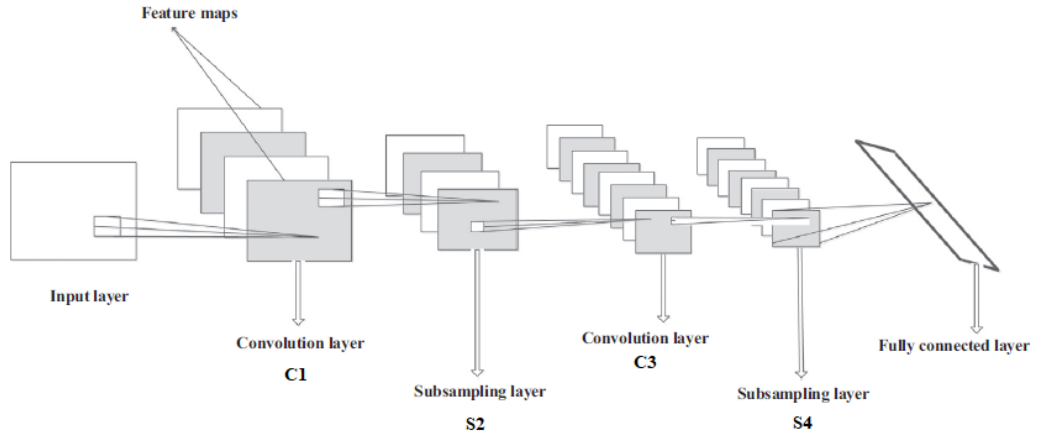 Feature maps
Input layer
Convolution layer
C1
Subsampling layer
S2
Convolution layer
C3
Subsampling layer
S4
Fully connected layer